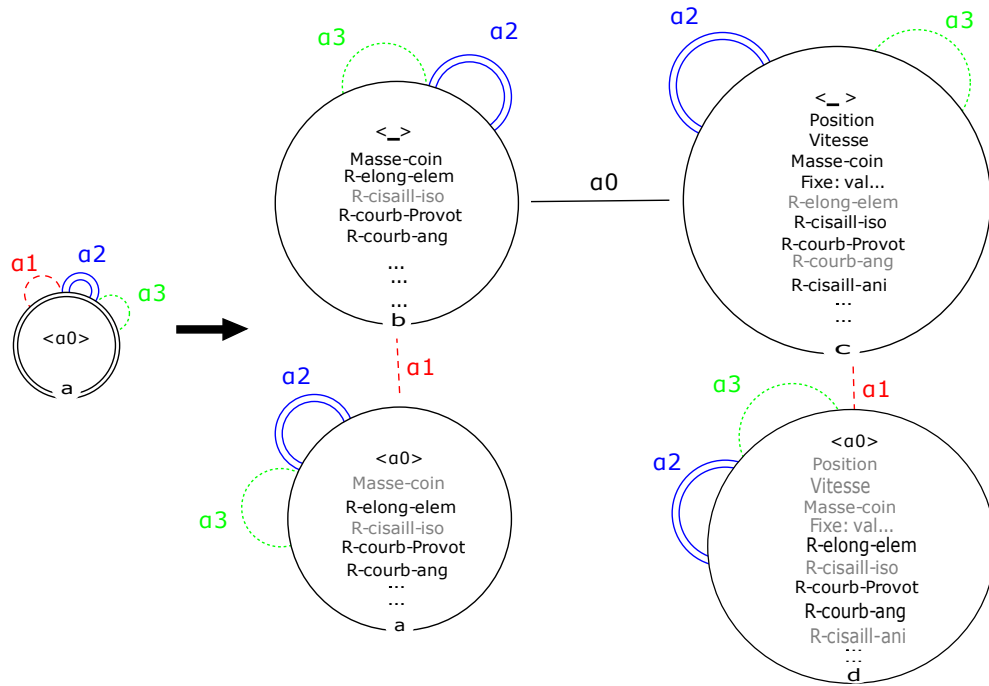 α1
α2
α3
<α0>
a
α3
α2
<_>
Masse-coin
R-elong-elem
R-cisaill-iso
R-courb-Provot
R-courb-ang
...
...
...
b
α0
α2
α3
<_ >
Position
Vitesse
Masse-coin
Fixe: val...
R-elong-elem
R-cisaill-iso
R-courb-Provot
R-courb-ang
R-cisaill-ani
...
...
c
α1
α2
α3
<α0>
Masse-coin
R-elong-elem
R-cisaill-iso
R-courb-Provot
R-courb-ang
...
...
a
α1
α3
α2
<α0>
Position
Vitesse
Masse-coin
Fixe: val...
R-elong-elem
R-cisaill-iso
R-courb-Provot
R-courb-ang
R-cisaill-ani
...
...
d